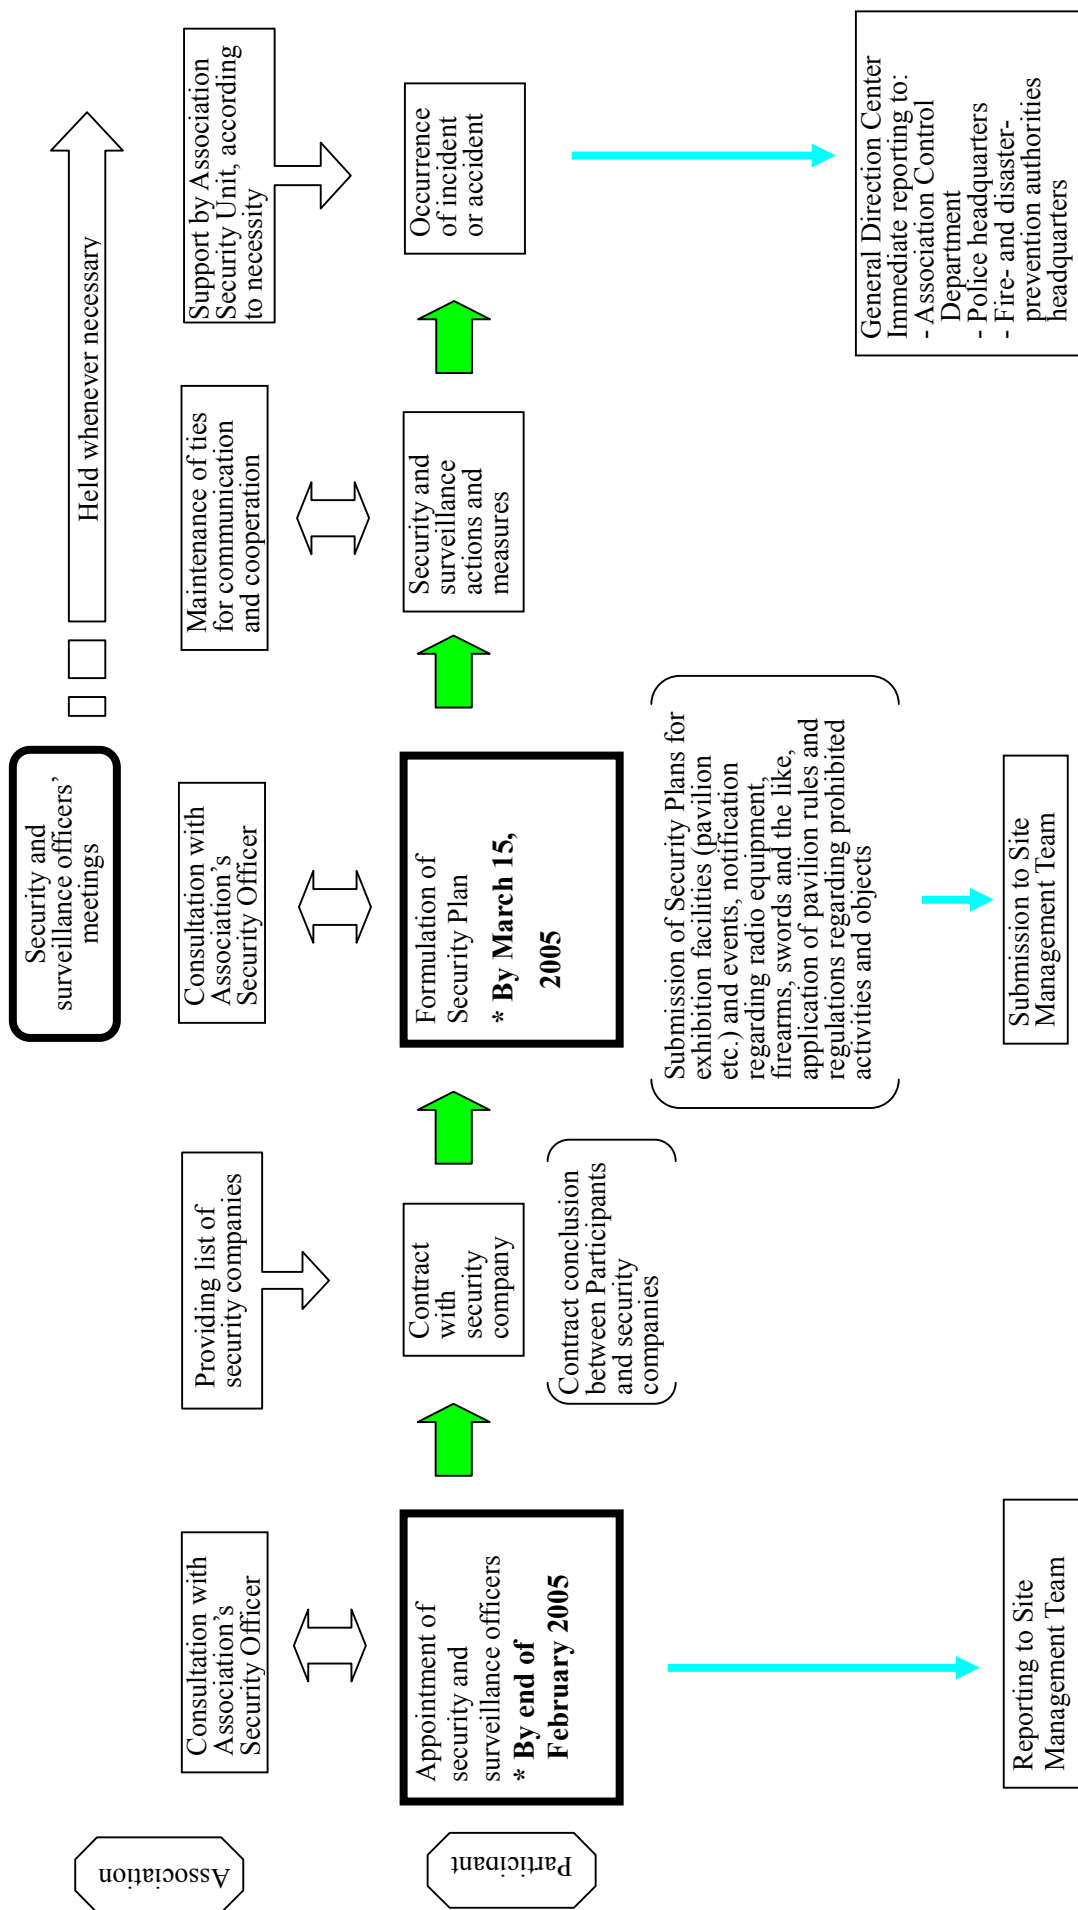 Security and
surveillance officers’
meetings
Held whenever necessary
Association
Consultation with
Association’s
Security Officer
Providing list of
security companies
Consultation with
Association’s
Security Officer
Maintenance of ties
for communication
and cooperation
Support by Association
Security Unit, according
to necessity
Participant
Appointment of
security and
surveillance officers
* By end of
February 2005
Contract
with
security
company
Formulation of
Security Plan
* By March 15,
2005
Security and
surveillance
actions and
measures
Occurrence
of incident
or accident
Contract conclusion
between Participants
and security
companies
Submission of Security Plans for
exhibition facilities (pavilion
etc.) and events, notification
regarding radio equipment,
firearms, swords and the like,
application of pavilion rules and
regulations regarding prohibited
activities and objects
Reporting to Site
Management Team
Submission to Site
Management Team
General Direction Center
Immediate reporting to:
- Association Control
Department
- Police headquarters
- Fire- and disaster-
prevention authorities
headquarters